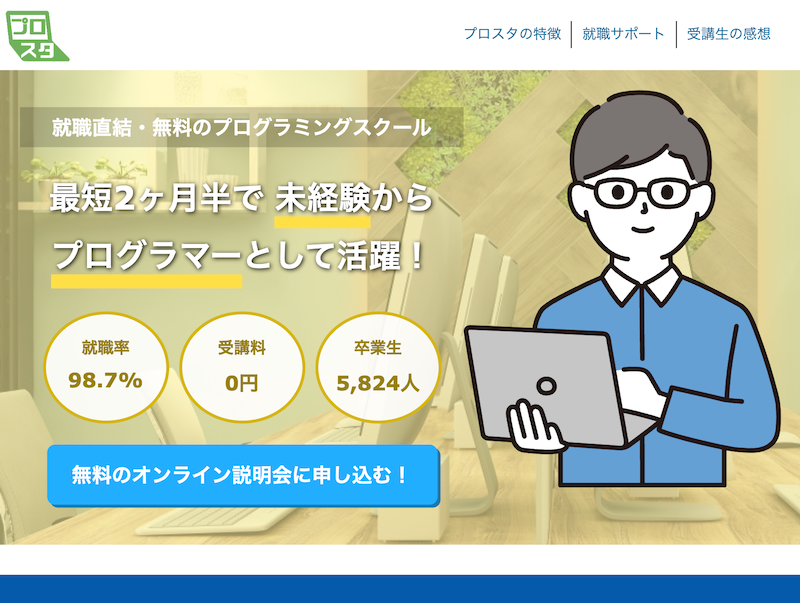 プロ
スタ
プロスタの特徴
就職サポート
受講生の感想
就職直結・無料のプログラミングスクール
最短2ヶ月半で 未経験から
プログラマーとして活躍！
就職率
98.7%
受講料
0円
卒業生
5,824人
無料のオンライン説明会に申し込む！